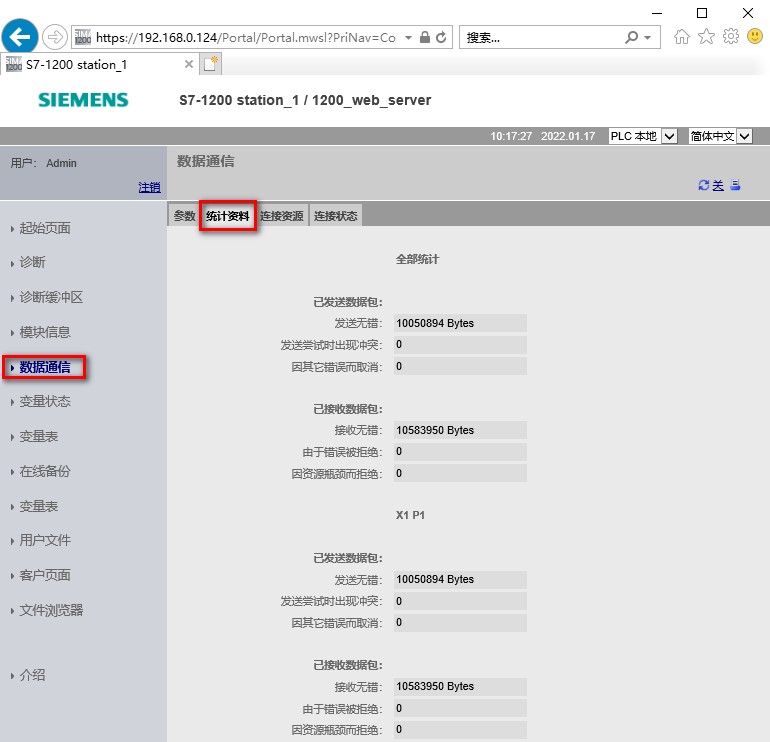 https://192.168.0.124/Portal/Portal.mwsl?PriNav=Co
搜索...
S7-1200 station_1
SIEMENS
S7-1200 station_1 / 1200_web_server
10:17:27 2022.01.17 PLC 本地 简体中文
用户: Admin
注销
数据通信
关
参数 统计资料 连接资源 连接状态
起始页面
诊断
诊断缓冲区
模块信息
数据通信
变量状态
变量表
在线备份
变量表
用户文件
客户页面
文件浏览器
介绍
全部统计
已发送数据包:
发送无错: 10050894 Bytes
发送尝试时出现冲突: 0
因其它错误而取消: 0
已接收数据包:
接收无错: 10583950 Bytes
由于错误被拒绝: 0
因资源瓶颈而拒绝: 0
X1 P1
已发送数据包:
发送无错: 10050894 Bytes
发送尝试时出现冲突: 0
因其它错误而取消: 0
已接收数据包:
接收无错: 10583950 Bytes
由于错误被拒绝: 0
因资源瓶颈而拒绝: 0